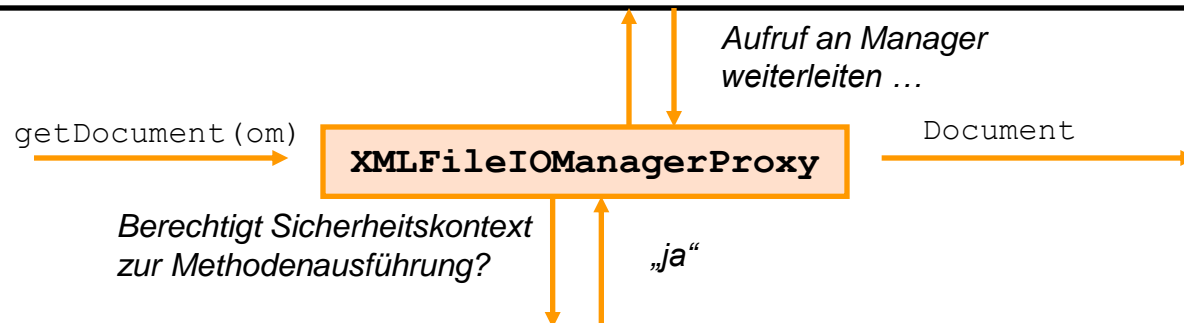 Aufruf an Manager
weiterleiten …
getDocument(om)
XMLFileIOManagerProxy
Document
Berechtigt Sicherheitskontext
zur Methodenausführung?
„ja“